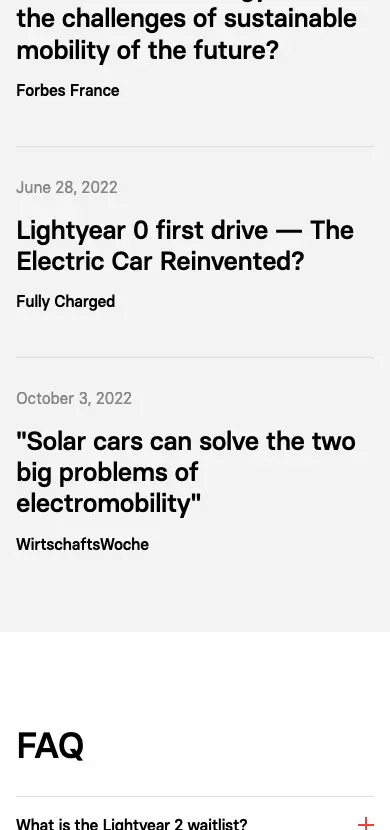 the challenges of sustainable
mobility of the future?
Forbes France
June 28, 2022
Lightyear 0 first drive — The
Electric Car Reinvented?
Fully Charged
October 3, 2022
"Solar cars can solve the two
big problems of
electromobility"
WirtschaftsWoche
FAQ
What is the Lightyear 2 waitlist?